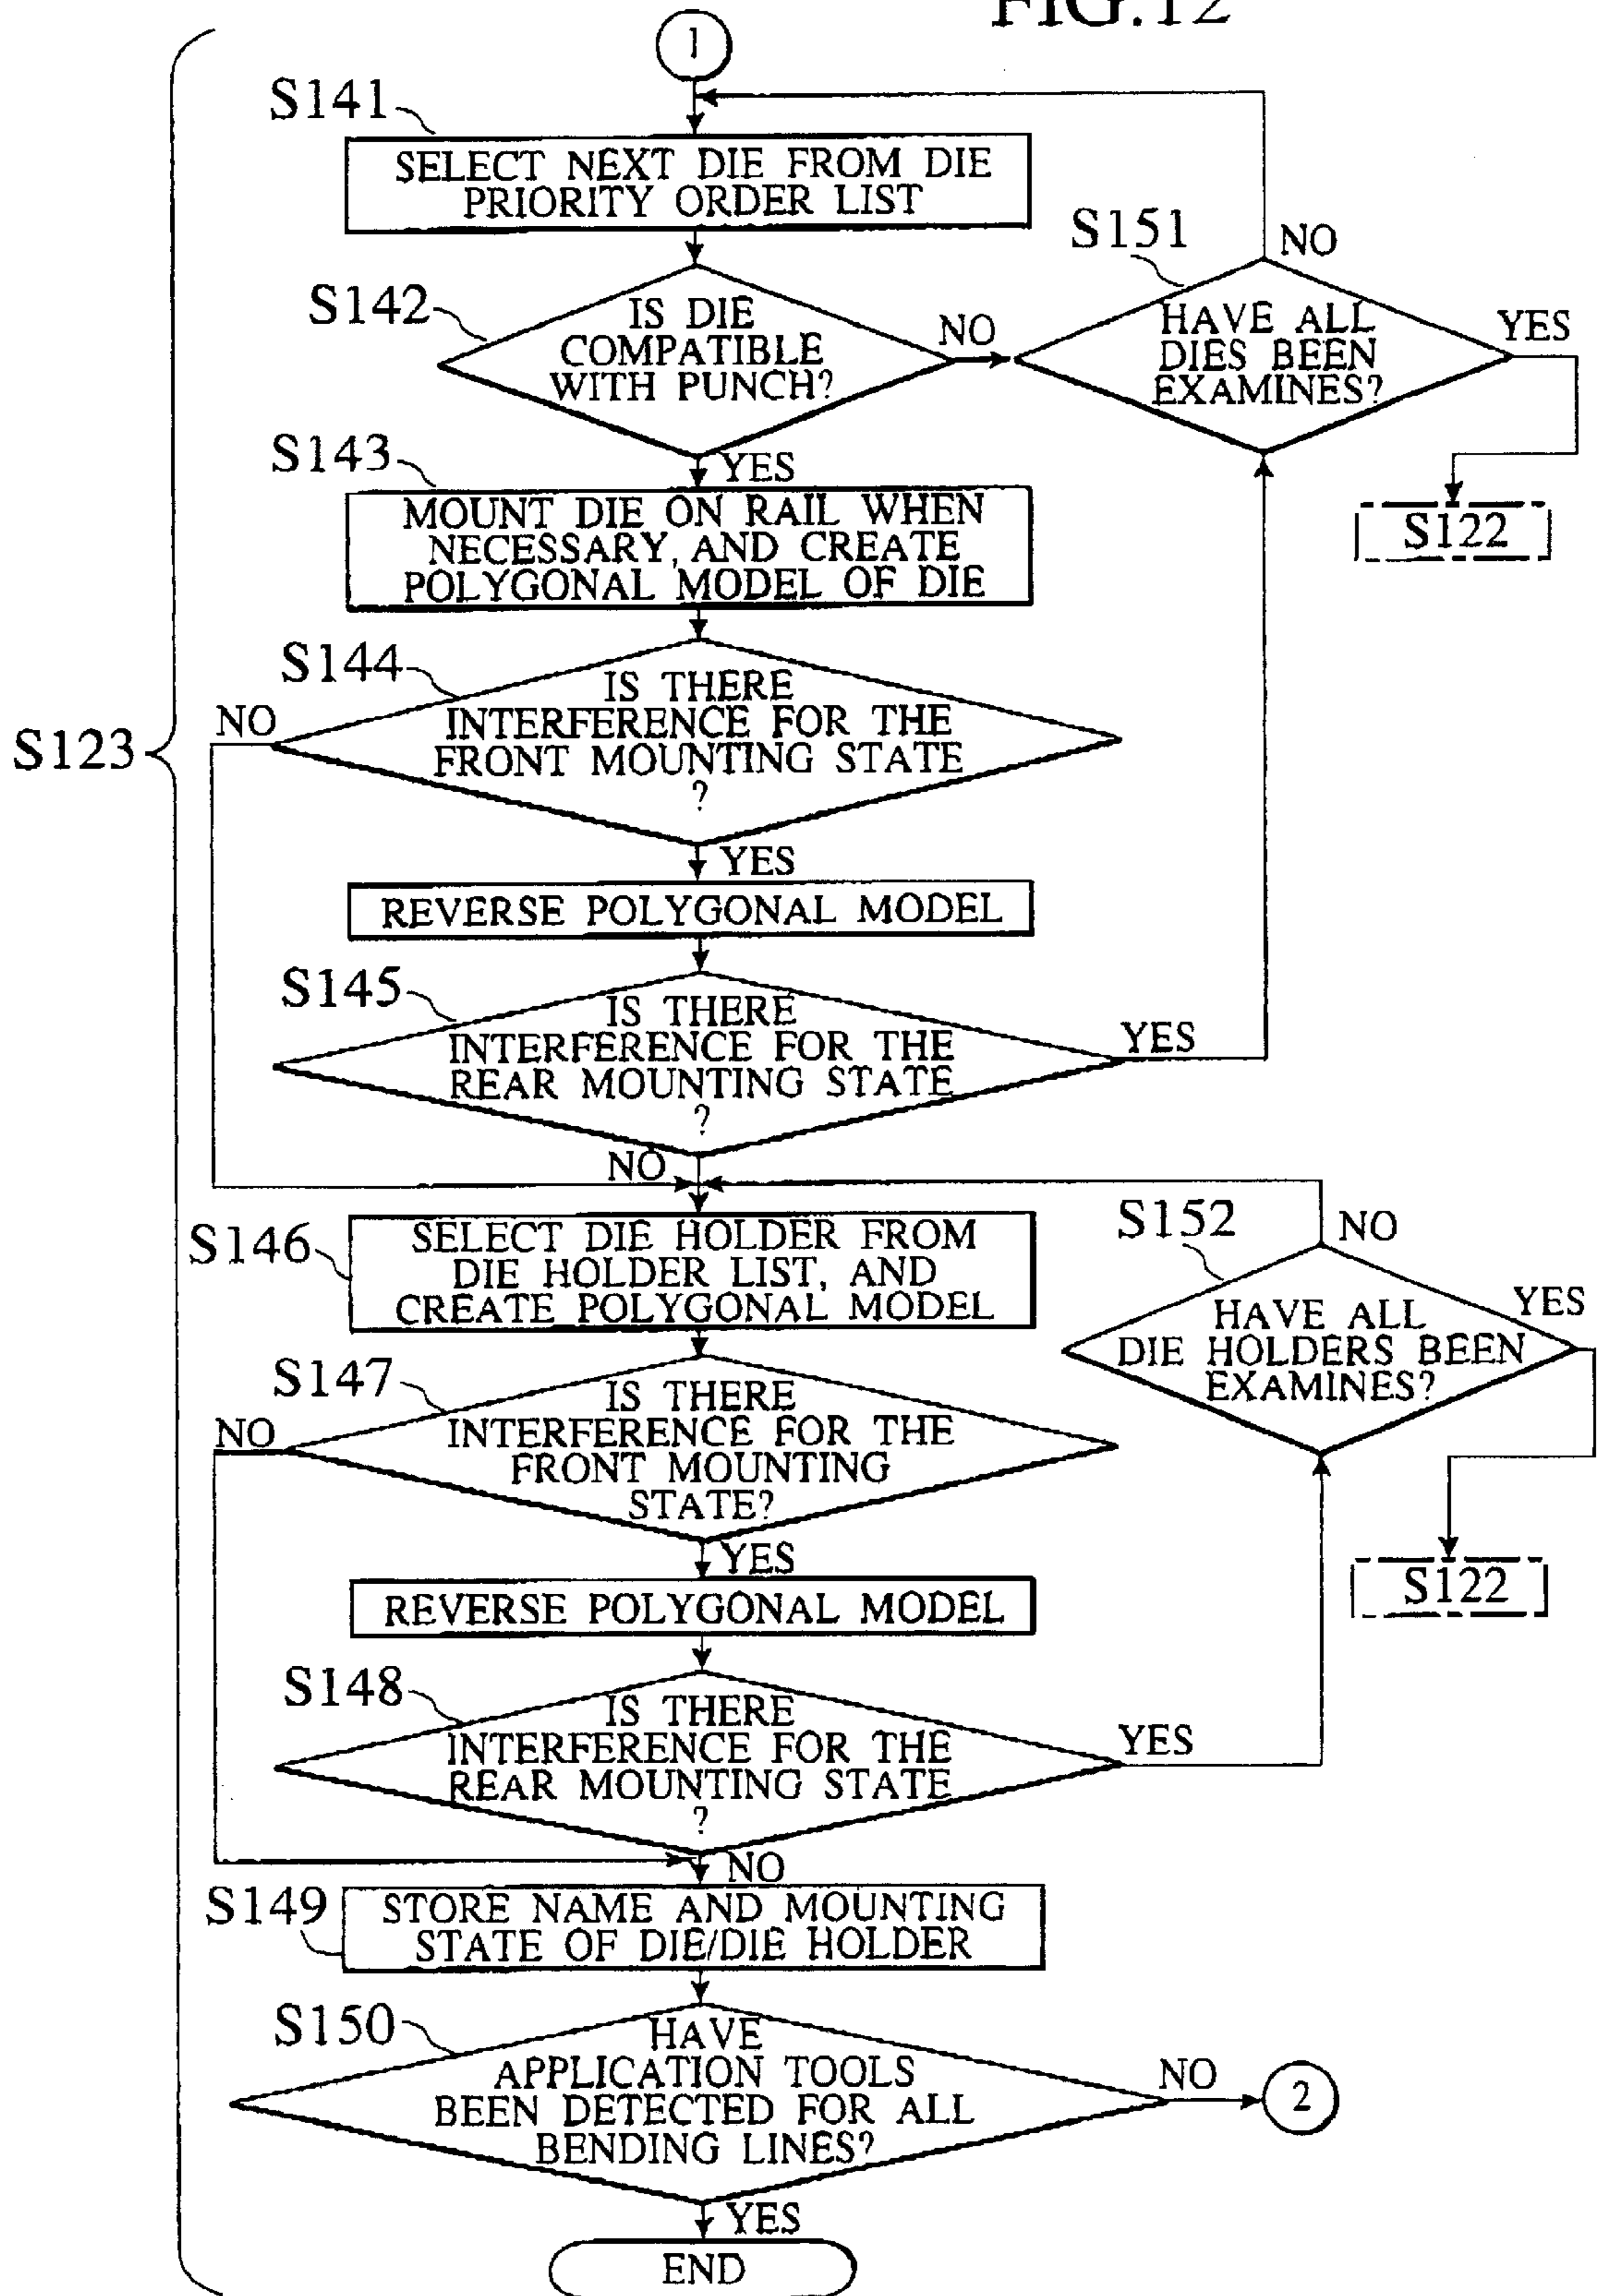 FIG.12
1
S141
SELECT NEXT DIE FROM DIE
PRIORITY ORDER LIST
S151
NO
S142
IS DIE
COMPATIBLE
WITH PUNCH?
NO
HAVE ALL
DIES BEEN
EXAMINES?
YES
S143
YES
MOUNT DIE ON RAIL WHEN
NECESSARY, AND CREATE
POLYGONAL MODEL OF DIE
S122
S144
NO
IS THERE
INTERFERENCE FOR THE
FRONT MOUNTING STATE
?
S123
YES
REVERSE POLYGONAL MODEL
S145
IS THERE
INTERFERENCE FOR THE
REAR MOUNTING STATE
?
YES
NO
S146
SELECT DIE HOLDER FROM
DIE HOLDER LIST, AND
CREATE POLYGONAL MODEL
S152
NO
HAVE ALL
DIE HOLDERS BEEN
EXAMINES?
YES
S147
NO
IS THERE
INTERFERENCE FOR THE
FRONT MOUNTING
STATE?
YES
S122
REVERSE POLYGONAL MODEL
S148
IS THERE
INTERFERENCE FOR THE
REAR MOUNTING STATE
?
YES
NO
S149
STORE NAME AND MOUNTING
STATE OF DIE/DIE HOLDER
S150
HAVE
APPLICATION TOOLS
BEEN DETECTED FOR ALL
BENDING LINES?
NO
2
YES
END